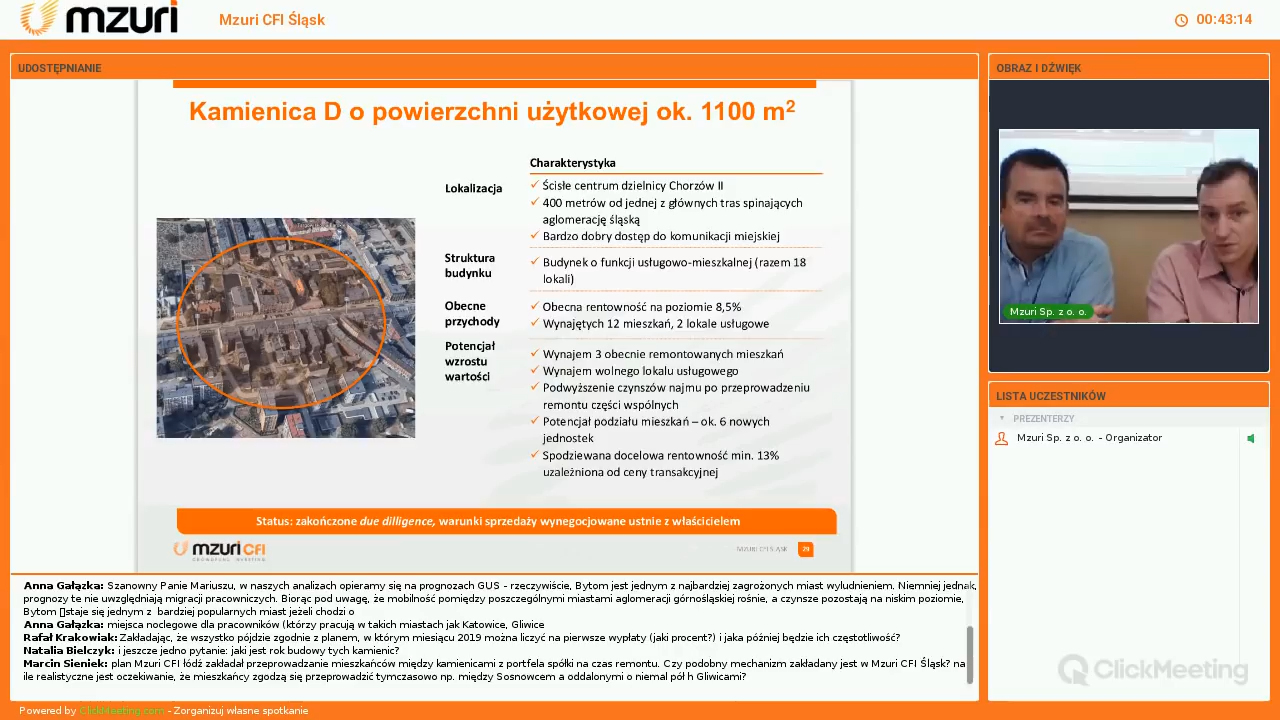 mzuri
Mzuri CFI Śląsk
00:43:14
UDOSTĘPNIANIE
OBRAZ I DŹWIĘK
Kamienica D o powierzchni użytkowej ok. 1100 m²
Charakterystyka
Lokalizacja
✓ Ścisłe centrum dzielnicy Chorzów II
✓ 400 metrów od jednej z głównych tras spinających
aglomerację śląską
✓ Bardzo dobry dostęp do komunikacji miejskiej
Struktura
budynku
✓ Budynek o funkcji usługowo-mieszkalnej (razem 18
lokali)
Obecne
przychody
✓ Obecna rentowność na poziomie 8,5%
✓ Wynajętych 12 mieszkań, 2 lokale usługowe
Potencjał
wzrostu
wartości
✓ Wynajem 3 obecnie remontowanych mieszkań
✓ Wynajem wolnego lokalu usługowego
✓ Podwyższenie czynszów najmu po przeprowadzeniu
remontu części wspólnych
✓ Potencjał podziału mieszkań – ok. 6 nowych
jednostek
✓ Spodziewana docelowa rentowność min. 13%
uzależniona od ceny transakcyjnej
Status: zakończone due dilligence, warunki sprzedaży wynegocjowane ustnie z właścicielem
mzuri CFI
MZURI CFI ŚLĄSK
29
Mzuri Sp. z o. o.
LISTA UCZESTNIKÓW
PREZENTERZY
Mzuri Sp. z o. o. - Organizator
Anna Gałązka: Szanowny Panie Mariuszu, w naszych analizach opieramy się na prognozach GUS - rzeczywiście, Bytom jest jednym z najbardziej zagrożonych miast wyludnieniem. Niemniej jednak,
prognozy te nie uwzględniają migracji pracowniczych. Biorąc pod uwagę, że mobilność pomiędzy poszczególnymi miastami aglomeracji górnośląskiej rośnie, a czynsze pozostają na niskim poziomie,
Bytom []staje się jednym z  bardziej popularnych miast jeżeli chodzi o
Anna Gałązka: miejsca noclegowe dla pracowników (którzy pracują w takich miastach jak Katowice, Gliwice
Rafał Krakowiak: Zakładając, że wszystko pójdzie zgodnie z planem, w którym miesiącu 2019 można liczyć na pierwsze wypłaty (jaki procent?) i jaka później będzie ich częstotliwość?
Natalia Bielczyk: i jeszcze jedno pytanie: jaki jest rok budowy tych kamienic?
Marcin Sieniek: plan Mzuri CFI łódź zakładał przeprowadzanie mieszkańców między kamienicami z portfela spółki na czas remontu. Czy podobny mechanizm zakładany jest w Mzuri CFI Śląsk? na
ile realistyczne jest oczekiwanie, że mieszkańcy zgodzą się przeprowadzić tymczasowo np. między Sosnowcem a oddalonymi o niemal pół h Gliwicami?
ClickMeeting
Powered by ClickMeeting.com - Zorganizuj własne spotkanie